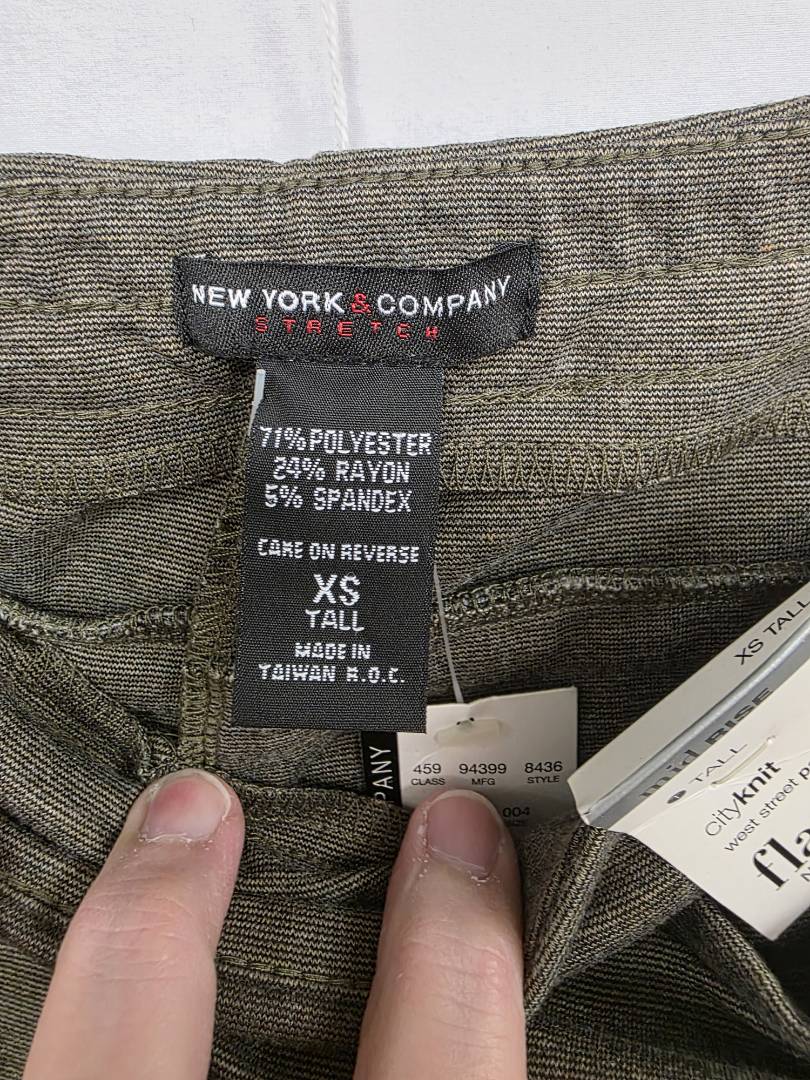 NEW YORK & COMPANY
STRETCH
71% POLYESTER
24% RAYON
5% SPANDEX
CARE ON REVERSE
XS
TALL
MADE IN
TAIWAN R.O.C.
PANY
459 94399 8436
CLASS MFG STYLE
004
XS TALL
mid RISE
TALL
Cityknit
west street
fla